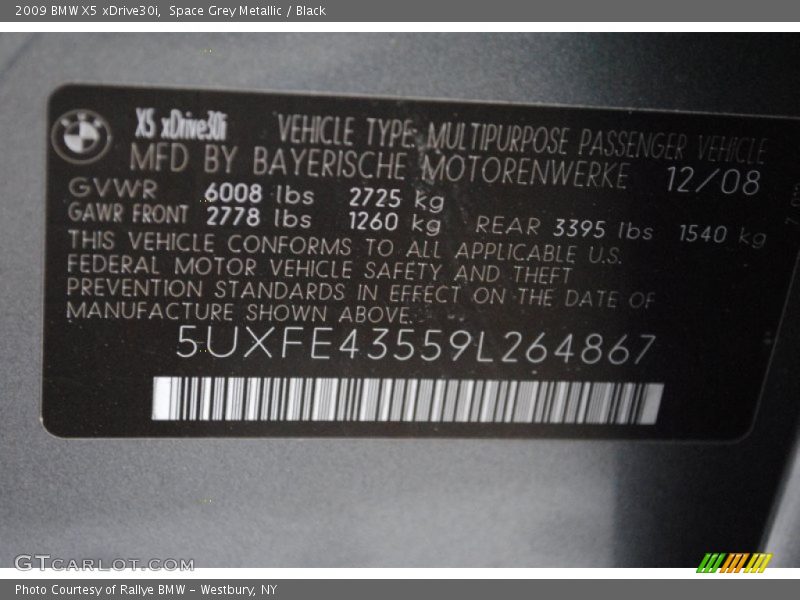 2009 BMW X5 xDrive30i, Space Grey Metallic / Black
X5 xDrive30i VEHICLE TYPE: MULTIPURPOSE PASSENGER VEHICLE
MFD BY BAYERISCHE MOTORENWERKE 12/08
GVWR 6008 lbs 2725 kg
GAWR FRONT 2778 lbs 1260 kg REAR 3395 lbs 1540 kg
THIS VEHICLE CONFORMS TO ALL APPLICABLE U.S.
FEDERAL MOTOR VEHICLE SAFETY AND THEFT
PREVENTION STANDARDS IN EFFECT ON THE DATE OF
MANUFACTURE SHOWN ABOVE.
5UXFE43559L264867
GTCARLOT.COM
Photo Courtesy of Rallye BMW - Westbury, NY